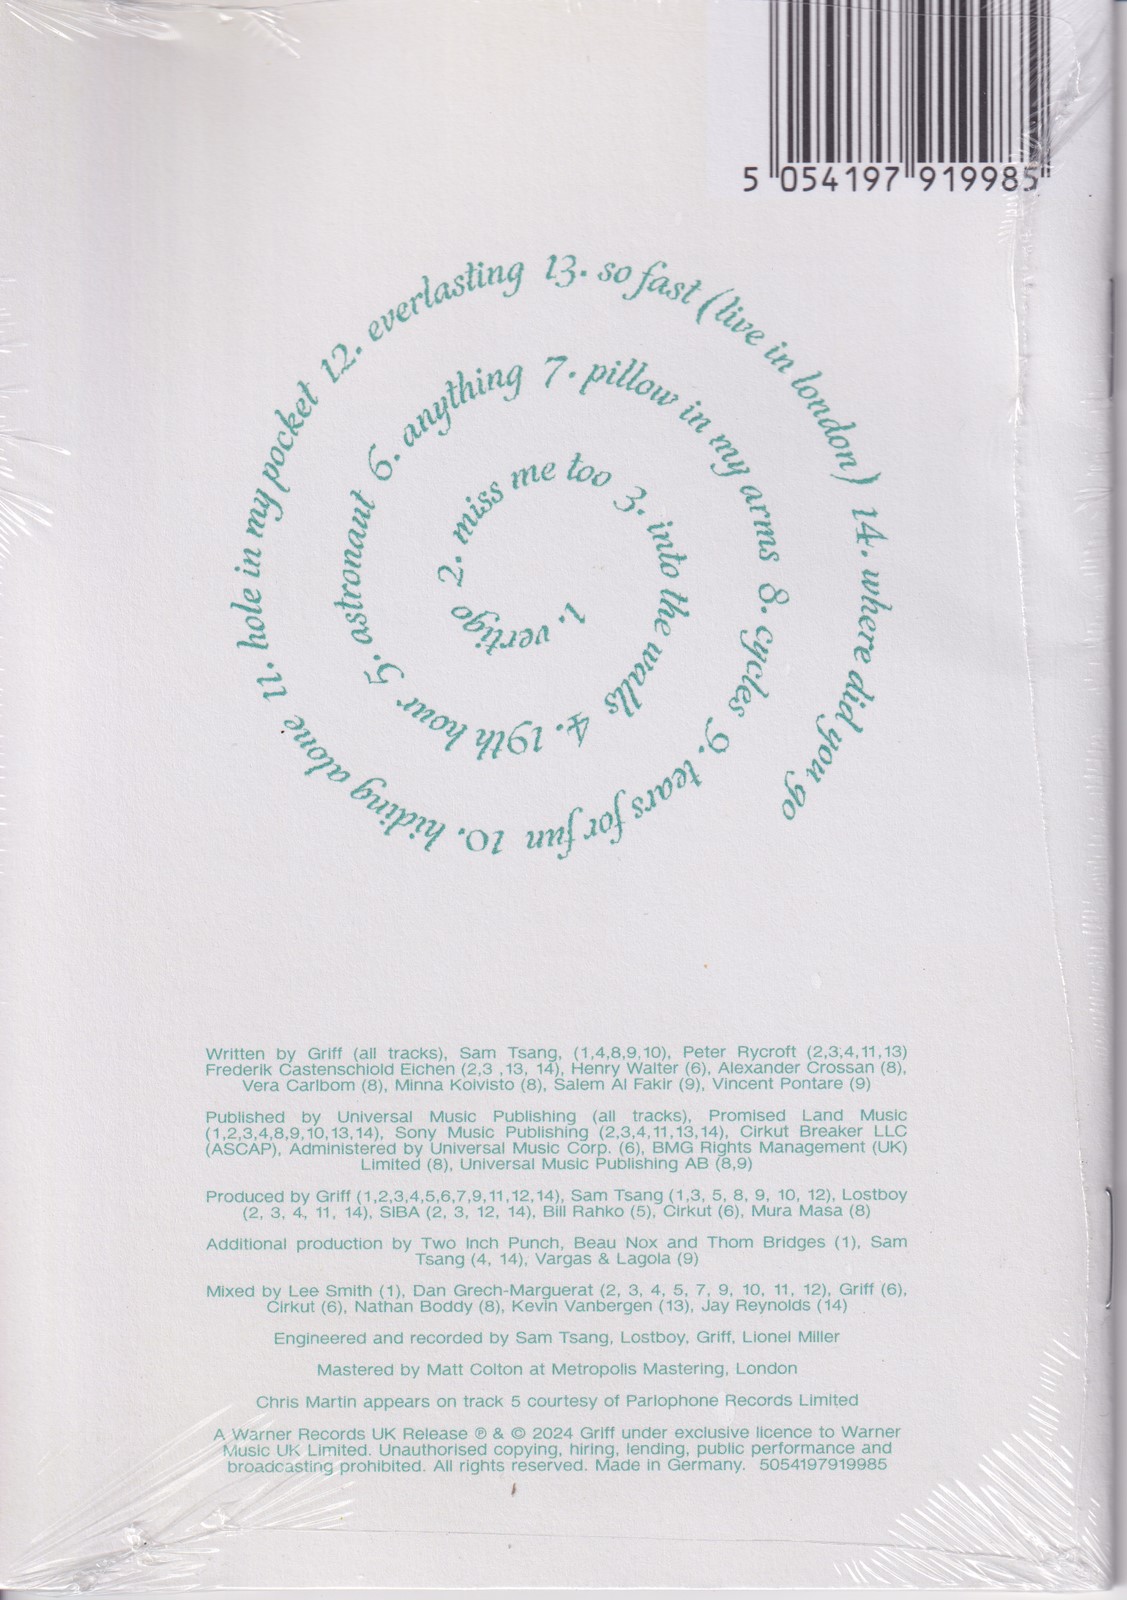 5 054197 919985
1. vertigo 2. miss me too 3. into the walls 4. 19th hour 5. astronaut 6. anything 7. pillow in my arms 8. cycles 9. tears for fun 10. hiding alone 11. hole in my pocket 12. everlasting 13. so fast (live in london) 14. where did you go
Written by Griff (all tracks), Sam Tsang, (1,4,8,9,10), Peter Rycroft (2,3,4,11,13)
Frederik Castenschiold Eichen (2,3 ,13, 14), Henry Walter (6), Alexander Crossan (8),
Vera Carlbom (8), Minna Koivisto (8), Salem Al Fakir (9), Vincent Pontare (9)
Published by Universal Music Publishing (all tracks), Promised Land Music
(1,2,3,4,8,9,10,13,14), Sony Music Publishing (2,3,4,11,13,14), Cirkut Breaker LLC
(ASCAP), Administered by Universal Music Corp. (6), BMG Rights Management (UK)
Limited (8), Universal Music Publishing AB (8,9)
Produced by Griff (1,2,3,4,5,6,7,9,11,12,14), Sam Tsang (1,3, 5, 8, 9, 10, 12), Lostboy
(2, 3, 4, 11, 14), SIBA (2, 3, 12, 14), Bill Rahko (5), Cirkut (6), Mura Masa (8)
Additional production by Two Inch Punch, Beau Nox and Thom Bridges (1), Sam
Tsang (4, 14), Vargas & Lagola (9)
Mixed by Lee Smith (1), Dan Grech-Marguerat (2, 3, 4, 5, 7, 9, 10, 11, 12), Griff (6),
Cirkut (6), Nathan Boddy (8), Kevin Vanbergen (13), Jay Reynolds (14)
Engineered and recorded by Sam Tsang, Lostboy, Griff, Lionel Miller
Mastered by Matt Colton at Metropolis Mastering, London
Chris Martin appears on track 5 courtesy of Parlophone Records Limited
A Warner Records UK Release ℗ & © 2024 Griff under exclusive licence to Warner
Music UK Limited. Unauthorised copying, hiring, lending, public performance and
broadcasting prohibited. All rights reserved. Made in Germany. 5054197919985